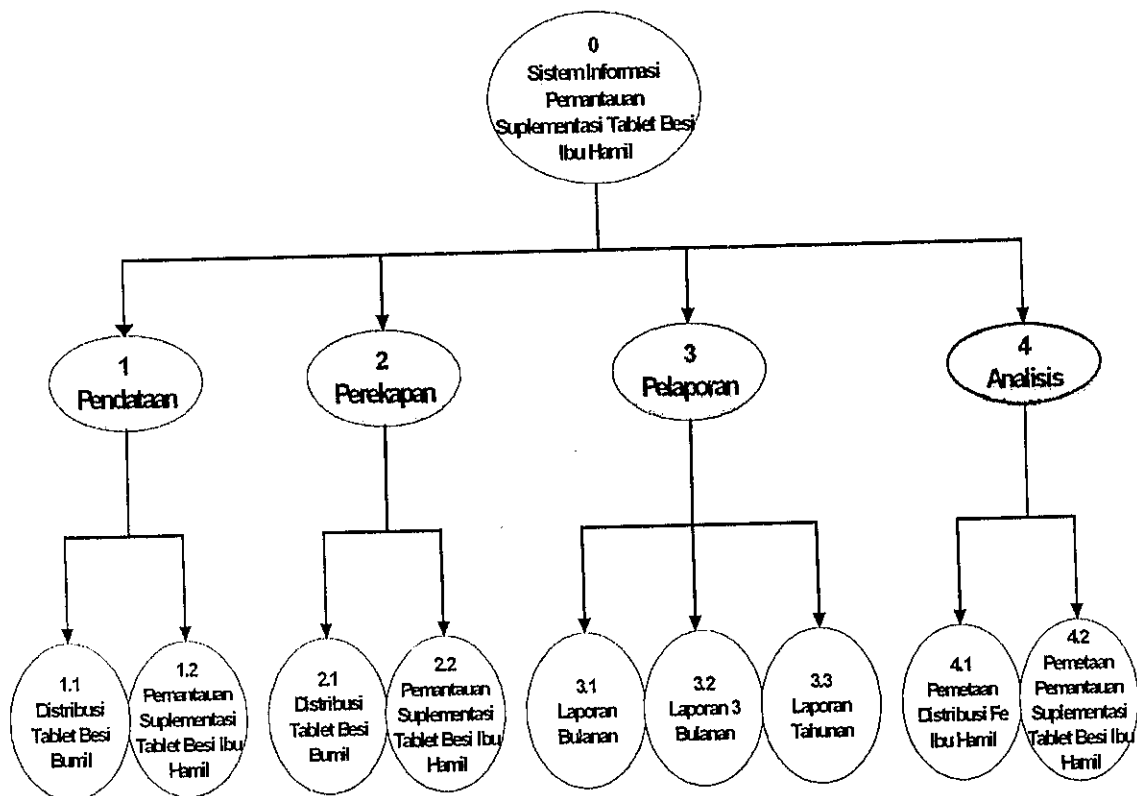 0
Sistem Informasi
Pemantauan
Suplementasi Tablet Besi
Ibu Hamil
1
Pendataan
2
Perekapan
3
Pelaporan
4
Analisis
1.1
Distribusi
Tablet Besi
Bumil
1.2
Pemantauan
Suplementasi
Tablet Besi Ibu
Hamil
2.1
Distribusi
Tablet Besi
Bumil
2.2
Pemantauan
Suplementasi
Tablet Besi Ibu
Hamil
3.1
Laporan
Bulanan
3.2
Laporan 3
Bulanan
3.3
Laporan
Tahunan
4.1
Pemetaan
Distribusi Fe
Ibu Hamil
4.2
Pemetaan
Pemantauan
Suplementasi
Tablet Besi Ibu
Hamil